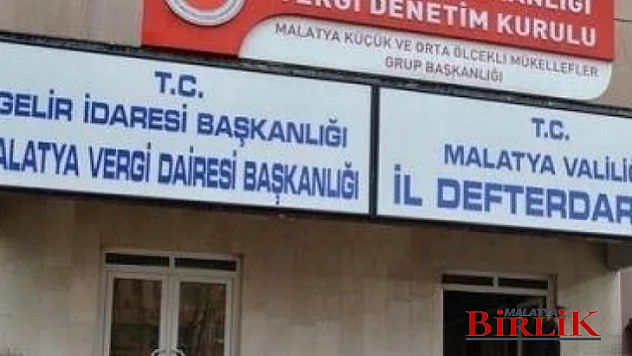 VERGİ DENETİM KURULU
MALATYA KÜÇÜK VE ORTA ÖLÇEKLİ MÜKELLEFLER
GRUP BAŞKANLIĞI
T.C.
GELİR İDARESİ BAŞKANLIĞI
MALATYA VERGİ DAİRESİ BAŞKANLIĞI
T.C.
MALATYA VALİLİĞ
İL DEFTERDAR
MALATYA
BİRLİK